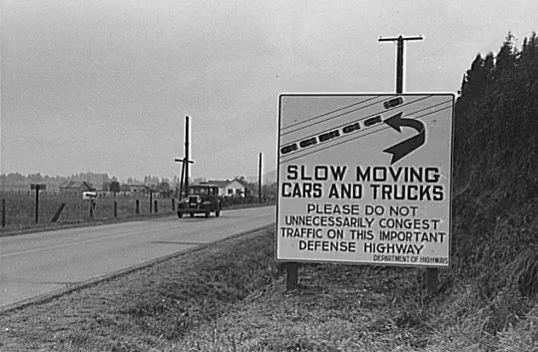 SLOW MOVING
CARS AND TRUCKS
PLEASE DO NOT
UNNECESSARILY CONGEST
TRAFFIC ON THIS IMPORTANT
DEFENSE HIGHWAY
DEPARTMENT OF HIGHWAYS